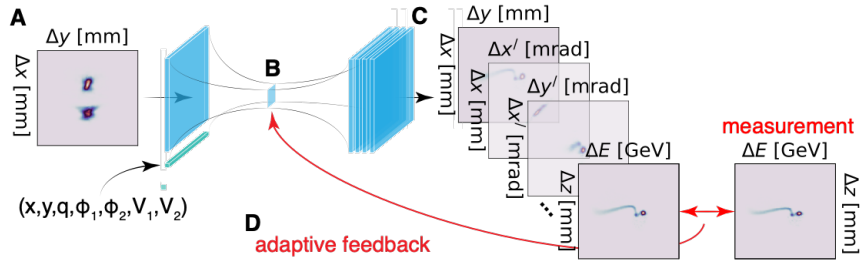 A
Δy [mm]
Δx [mm]
(x,y,q,ϕ1,ϕ2,V1,V2)
B
C
Δy [mm]
Δx [mm]
Δx′ [mrad]
Δx [mm]
Δy′ [mrad]
Δx′ [mrad]
ΔE [GeV]
Δz [mm]
measurement
ΔE [GeV]
Δz [mm]
D
adaptive feedback